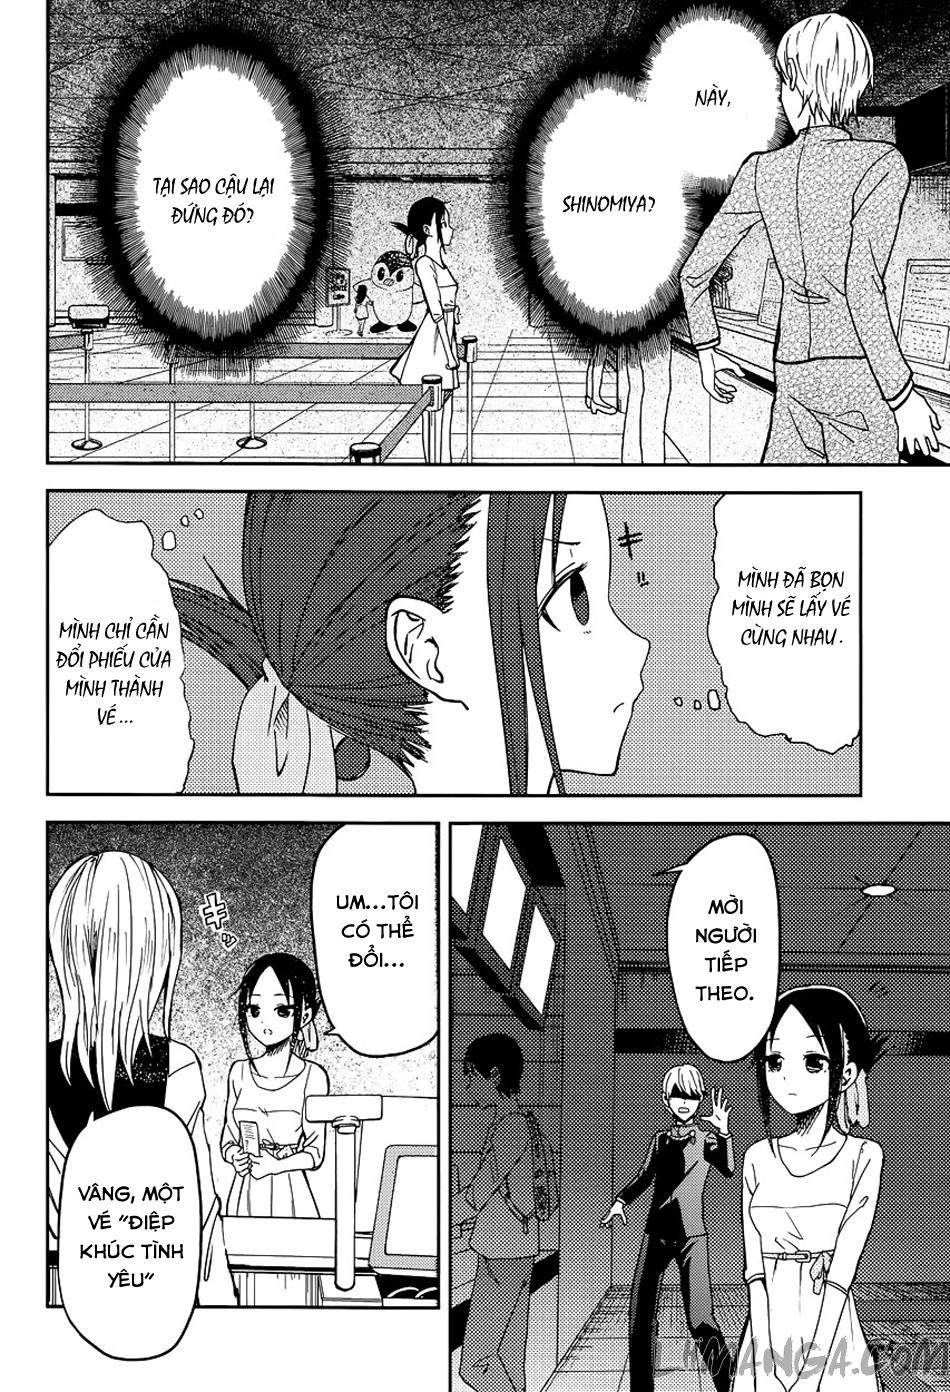 NÀY,
SHINOMIYA?
TẠI SAO CẬU LẠI
ĐỨNG ĐÓ?
MÌNH ĐÃ BỌN
MÌNH SẼ LẤY VÉ
CÙNG NHAU.
MÌNH CHỈ CẦN
ĐỔI PHIẾU CỦA
MÌNH THÀNH
VÉ...
MỜI
NGƯỜI
TIẾP
THEO.
UM...TÔI
CÓ THỂ
ĐỔI...
VÂNG, MỘT
VÉ "ĐIỆP
KHÚC TÌNH
YÊU"
LHMANGA.COM